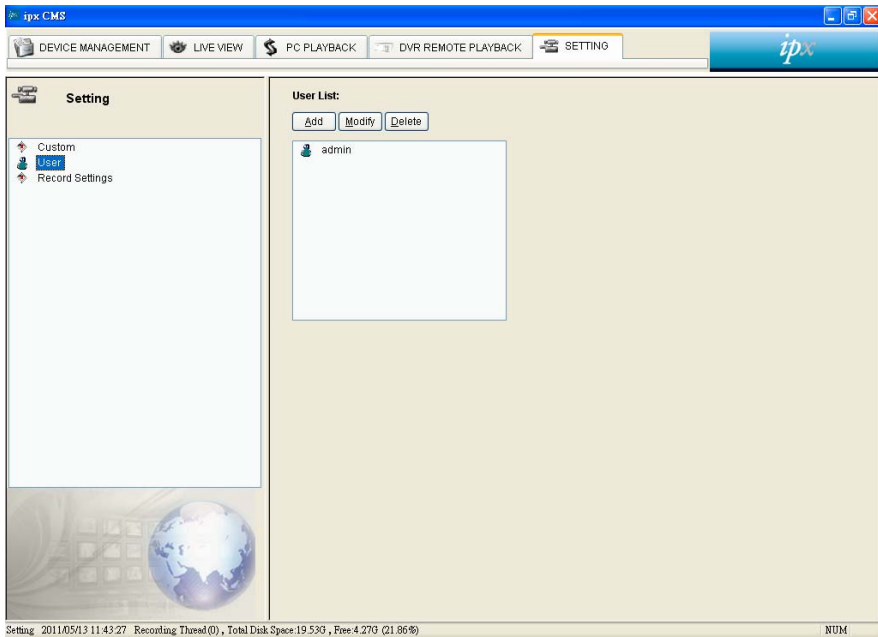 ipx CMS
DEVICE MANAGEMENT LIVE VIEW PC PLAYBACK DVR REMOTE PLAYBACK SETTING
ipx
Setting
User List:
Add Modify Delete
Custom
User
Record Settings
admin
Setting 2011/05/13 11:43:27 Recording Thread(0) , Total Disk Space:19.53G , Free:4.27G (21.86%) NUM